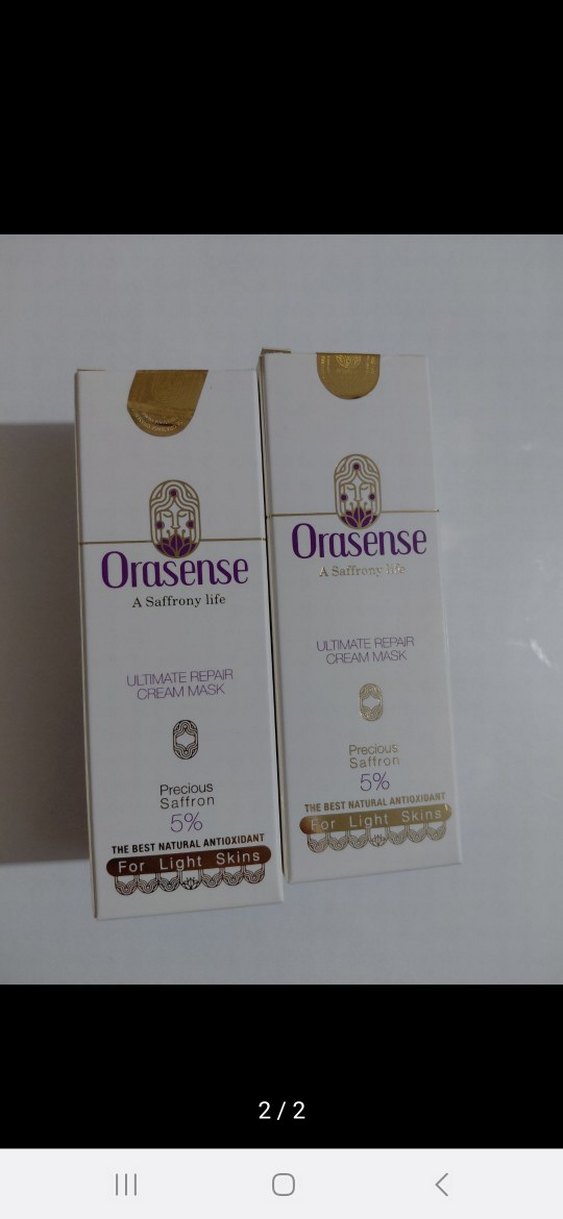 Orasense
A Saffrony life
ULTIMATE REPAIR
CREAM MASK
Precious
Saffron
5%
THE BEST NATURAL ANTIOXIDANT
For Light Skins
Orasense
A Saffrony life
ULTIMATE REPAIR
CREAM MASK
Precious
Saffron
5%
THE BEST NATURAL ANTIOXIDANT
For Light Skins
2/2